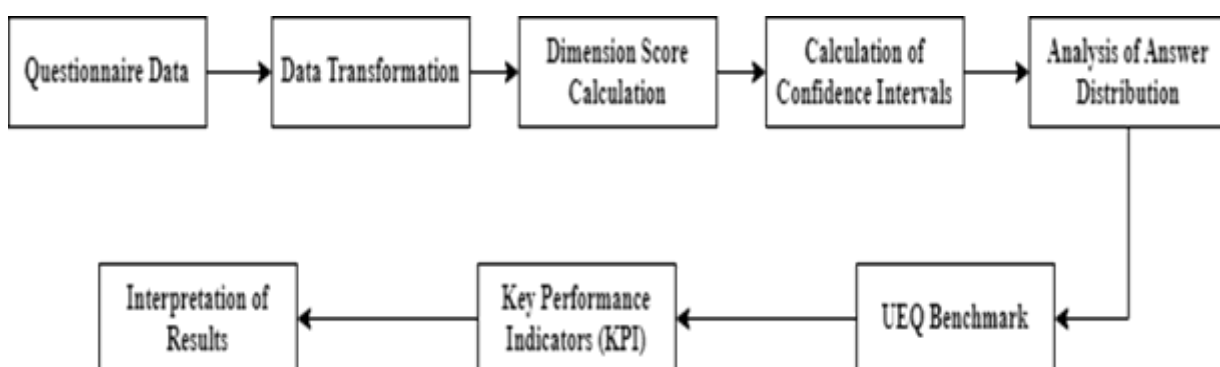 Questionnaire Data
Data Transformation
Dimension Score
Calculation
Calculation of
Confidence Intervals
Analysis of Answer
Distribution
UEQ Benchmark
Key Performance
Indicators (KPI)
Interpretation of
Results